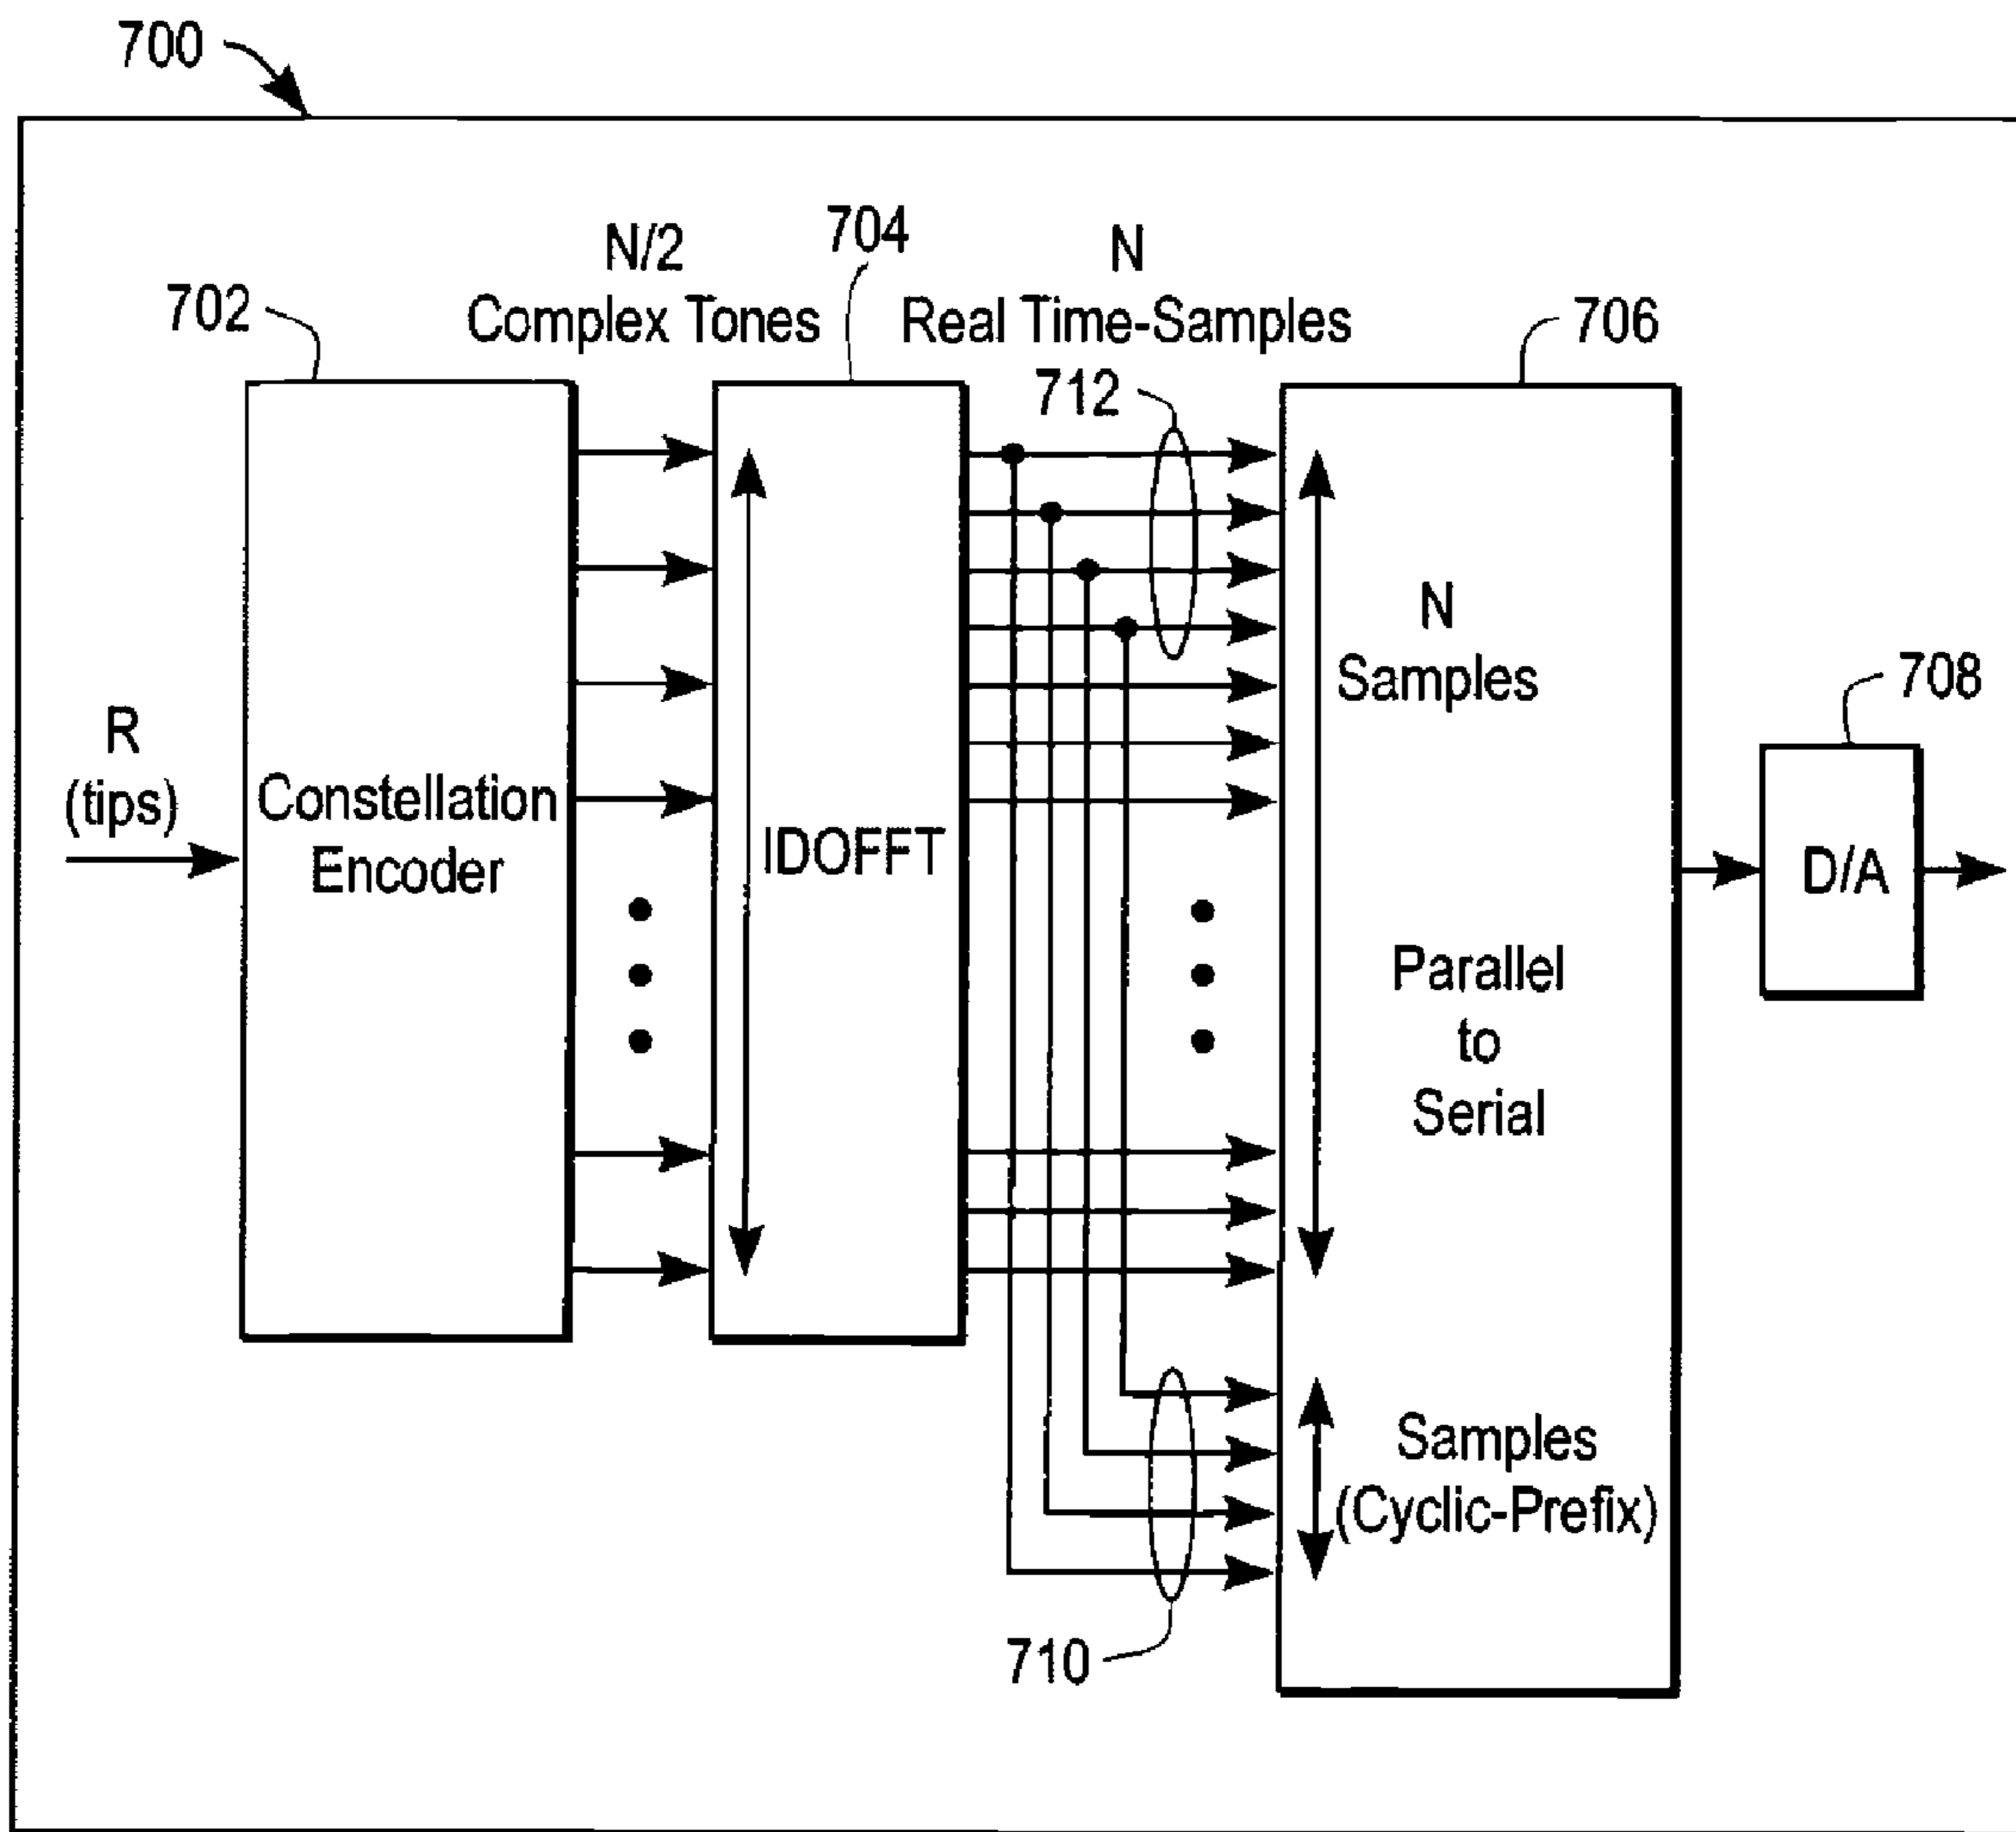 700
N/2
Complex Tones
704
N
Real Time-Samples
702
712
706
N
Samples
708
R
(tips)
Constellation
Encoder
IDOFFT
D/A
Parallel
to
Serial
Samples
(Cyclic-Prefix)
710